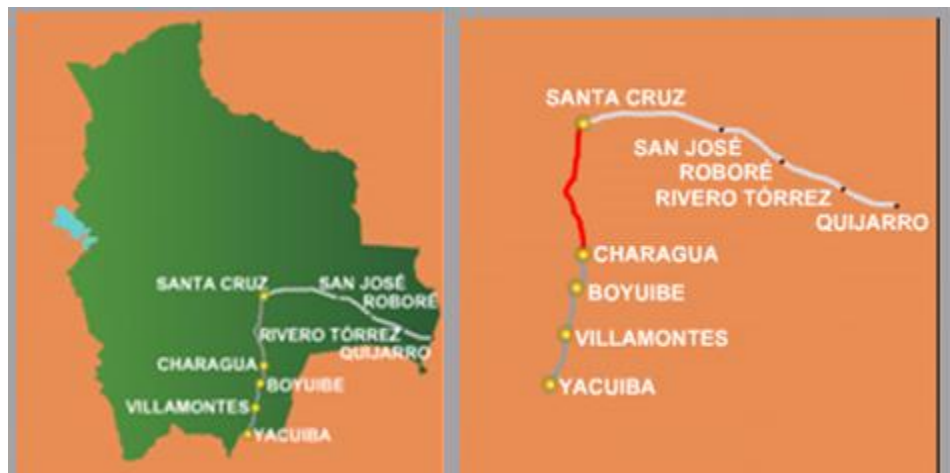 SANTA CRUZ
SAN JOSÉ
ROBORÉ
RIVERO TÓRREZ
QUIJARRO
CHARAGUA
BOYUIBE
VILLAMONTES
YACUIBA
SANTA CRUZ
SAN JOSÉ
ROBORÉ
RIVERO TÓRREZ
QUIJARRO
CHARAGUA
BOYUIBE
VILLAMONTES
YACUIBA